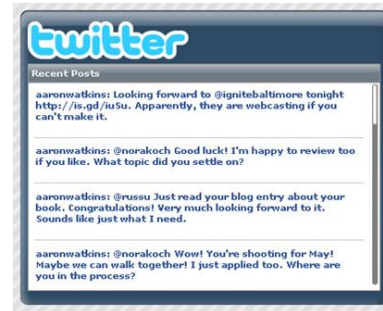 twitter
Recent Posts
aaronwatkins: Looking forward to @ignitebaltimore tonight
http://is.gd/iuSu. Apparently, they are webcasting if you
can't make it.
aaronwatkins: @norakoch Good luck! I'm happy to review too
if you like. What topic did you settle on?
aaronwatkins: @russu Just read your blog entry about your
book. Congratulations! Very much looking forward to it.
Sounds like just what I need.
aaronwatkins: @norakoch Wow! You're shooting for May!
Maybe we can walk together! I just applied too. Where are
you in the process?